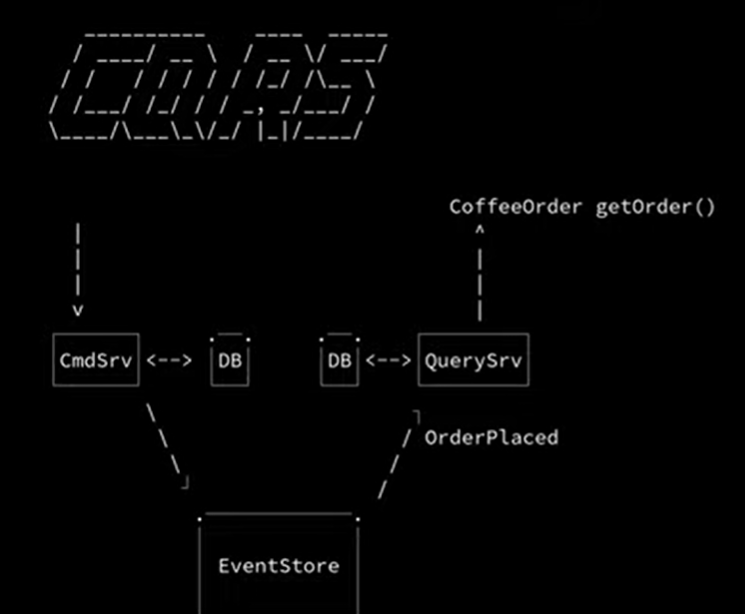 CQRS
CoffeeOrder getOrder()
CmdSrv <--> DB DB <--> QuerySrv
OrderPlaced
EventStore